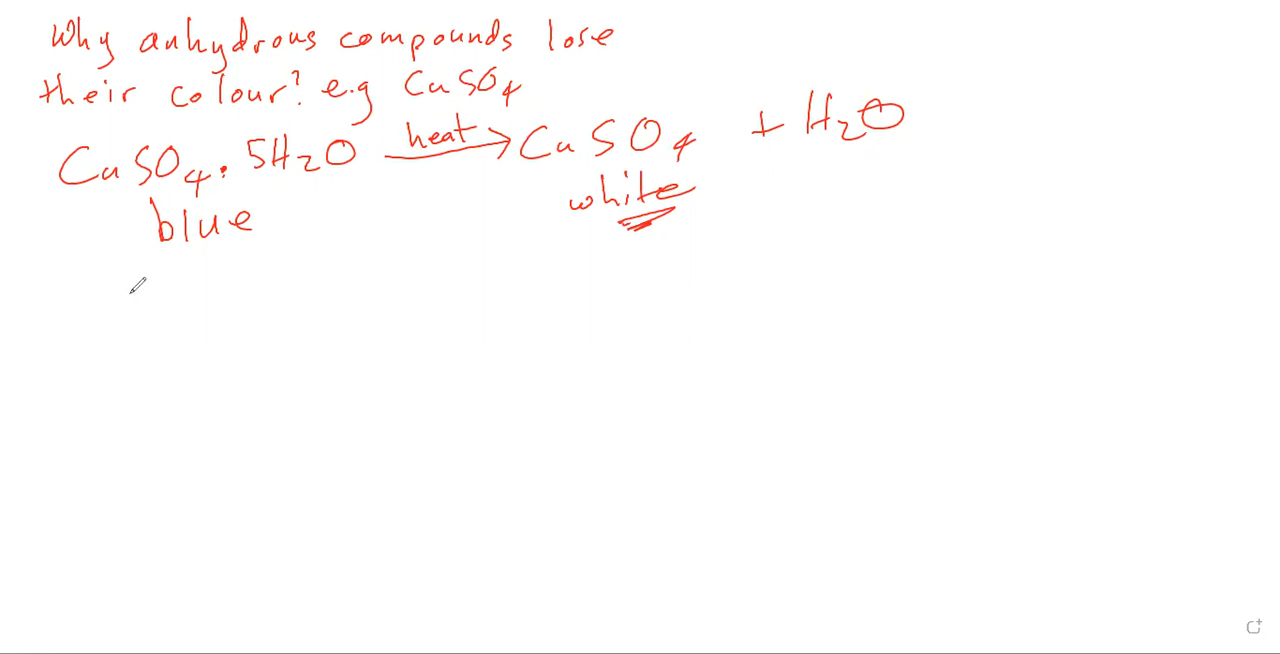 Why anhydrous compounds lose
their colour? e.g CuSO4
CuSO4. 5H2O heat → CuSO4 + H2O
blue white